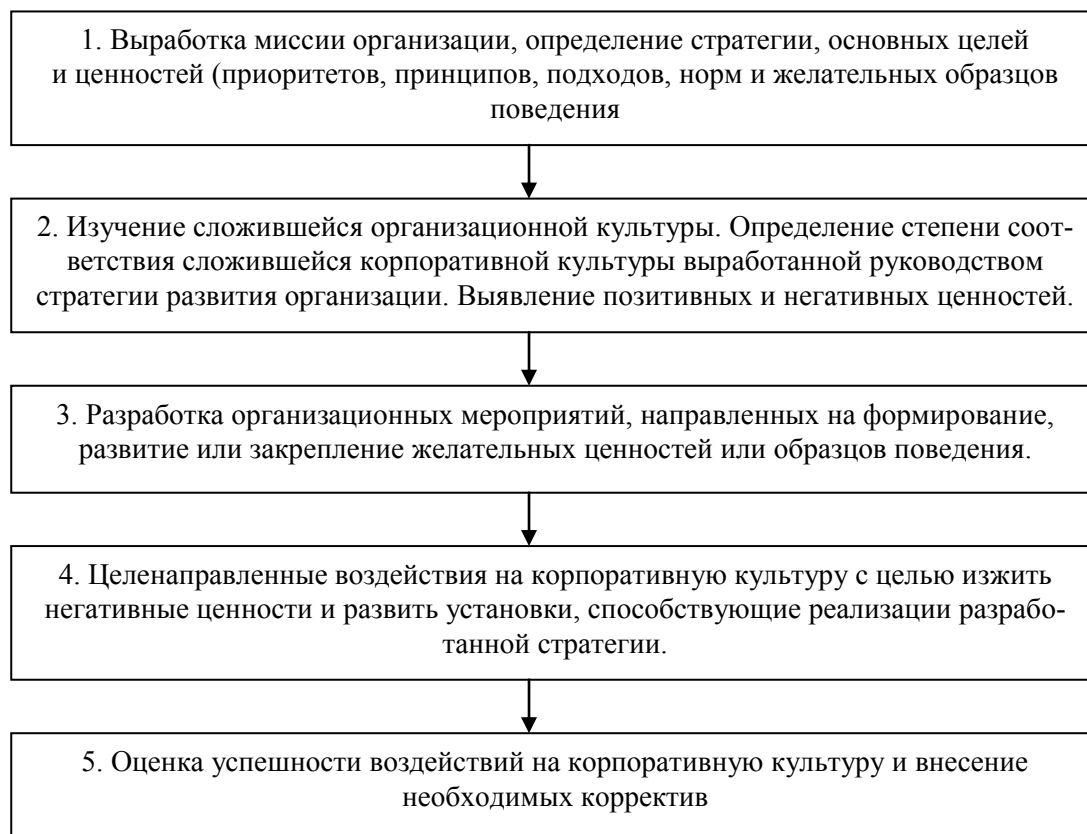 1. Выработка миссии организации, определение стратегии, основных целей
и ценностей (приоритетов, принципов, подходов, норм и желательных образцов
поведения
2. Изучение сложившейся организационной культуры. Определение степени соот-
ветствия сложившейся корпоративной культуры выработанной руководством
стратегии развития организации. Выявление позитивных и негативных ценностей.
3. Разработка организационных мероприятий, направленных на формирование,
развитие или закрепление желательных ценностей или образцов поведения.
4. Целенаправленные воздействия на корпоративную культуру с целью изжить
негативные ценности и развить установки, способствующие реализации разрабо-
танной стратегии.
5. Оценка успешности воздействий на корпоративную культуру и внесение
необходимых корректив